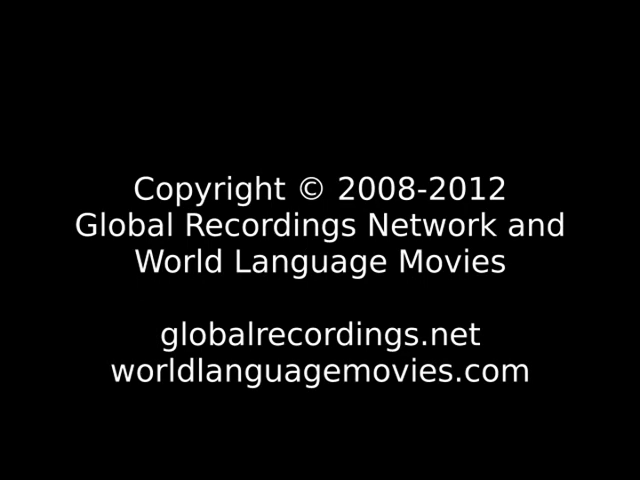 Copyright © 2008-2012
Global Recordings Network and
World Language Movies
globalrecordings.net
worldlanguagemovies.com